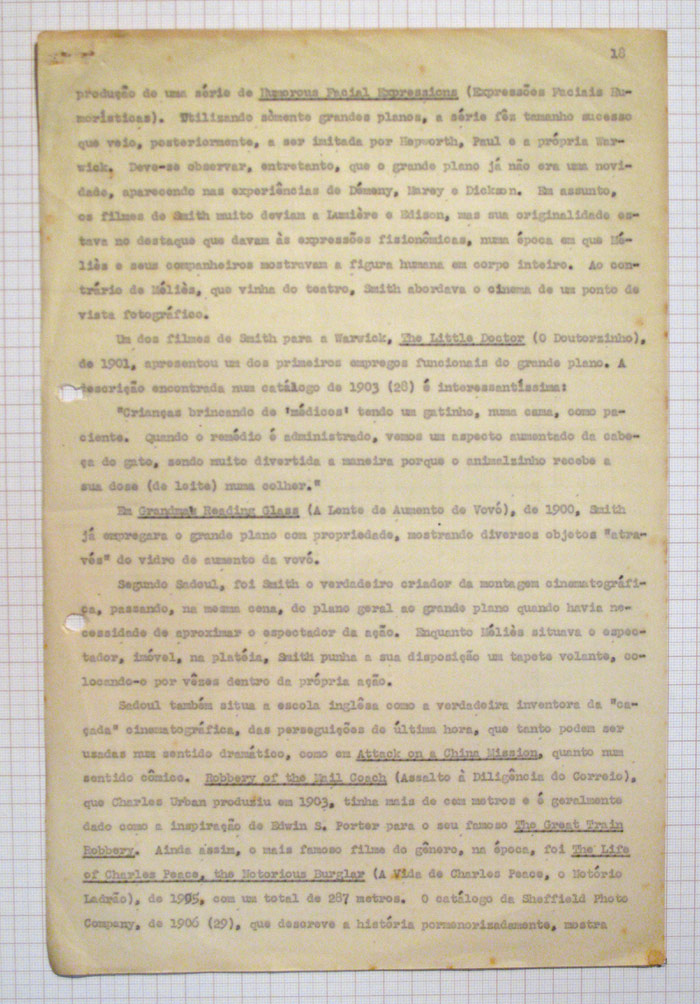 18
produção de uma série de Humorous Facial Expressions (Expressões Faciais Hu-
morísticas). Utilizando sòmente grandes planos, a série fêz tamanho sucesso
que veio, posteriormente, a ser imitada por Hepworth, Paul e a própria War-
wick. Deve-se observar, entretanto, que o grande plano já não era uma novi-
dade, aparecendo nas experiências de Démeny, Marey e Dickson. Em assunto,
os filmes de Smith muito deviam a Lumière e Edison, mas sua originalidade es-
tava no destaque que davam às expressões fisionômicas, numa época em que Mé-
liès e seus companheiros mostravam a figura humana em corpo inteiro. Ao con-
trário de Méliès, que vinha do teatro, Smith abordava o cinema de um ponto de
vista fotográfico.
Um dos filmes de Smith para a Warwick, The Little Doctor (O Doutorzinho),
de 1901, apresentou um dos primeiros empregos funcionais do grande plano. A
descrição encontrada num catálogo de 1903 (28) é interessantíssima:
"Crianças brincando de 'médicos' tendo um gatinho, numa cama, como pa-
ciente. Quando o remédio é administrado, vemos um aspecto aumentado da cabe-
ça do gato, sendo muito divertida a maneira porque o animalzinho recebe a
sua dose (de leite) numa colher."
Em Grandma's Reading Glass (A Lente de Aumento de Vovó), de 1900, Smith
já empregara o grande plano com propriedade, mostrando diversos objetos "atra-
vés" do vidro de aumento da vovó.
Segundo Sadoul, foi Smith o verdadeiro criador da montagem cinematográfi-
ca, passando, na mesma cena, do plano geral ao grande plano quando havia ne-
cessidade de aproximar o espectador da ação. Enquanto Méliès situava o espec-
tador, imóvel, na platéia, Smith punha a sua disposição um tapete volante, co-
locando-o por vêzes dentro da própria ação.
Sadoul também situa a escola inglêsa como a verdadeira inventora da "ca-
çada" cinematográfica, das perseguições de última hora, que tanto podem ser
usadas num sentido dramático, como em Attack on a China Mission, quanto num
sentido cômico. Robbery of the Mail Coach (Assalto à Diligência do Correio),
que Charles Urban produziu em 1903, tinha mais de cem metros e é geralmente
dado como a inspiração de Edwin S. Porter para o seu famoso The Great Train
Robbery. Ainda assim, o mais famoso filme do gênero, na época, foi The Life
of Charles Peace, the Notorious Burglar (A Vida de Charles Peace, o Notório
Ladrão), de 1905, com um total de 287 metros. O catálogo da Sheffield Photo
Company, de 1906 (29), que descreve a história pormenorizadamente, mostra